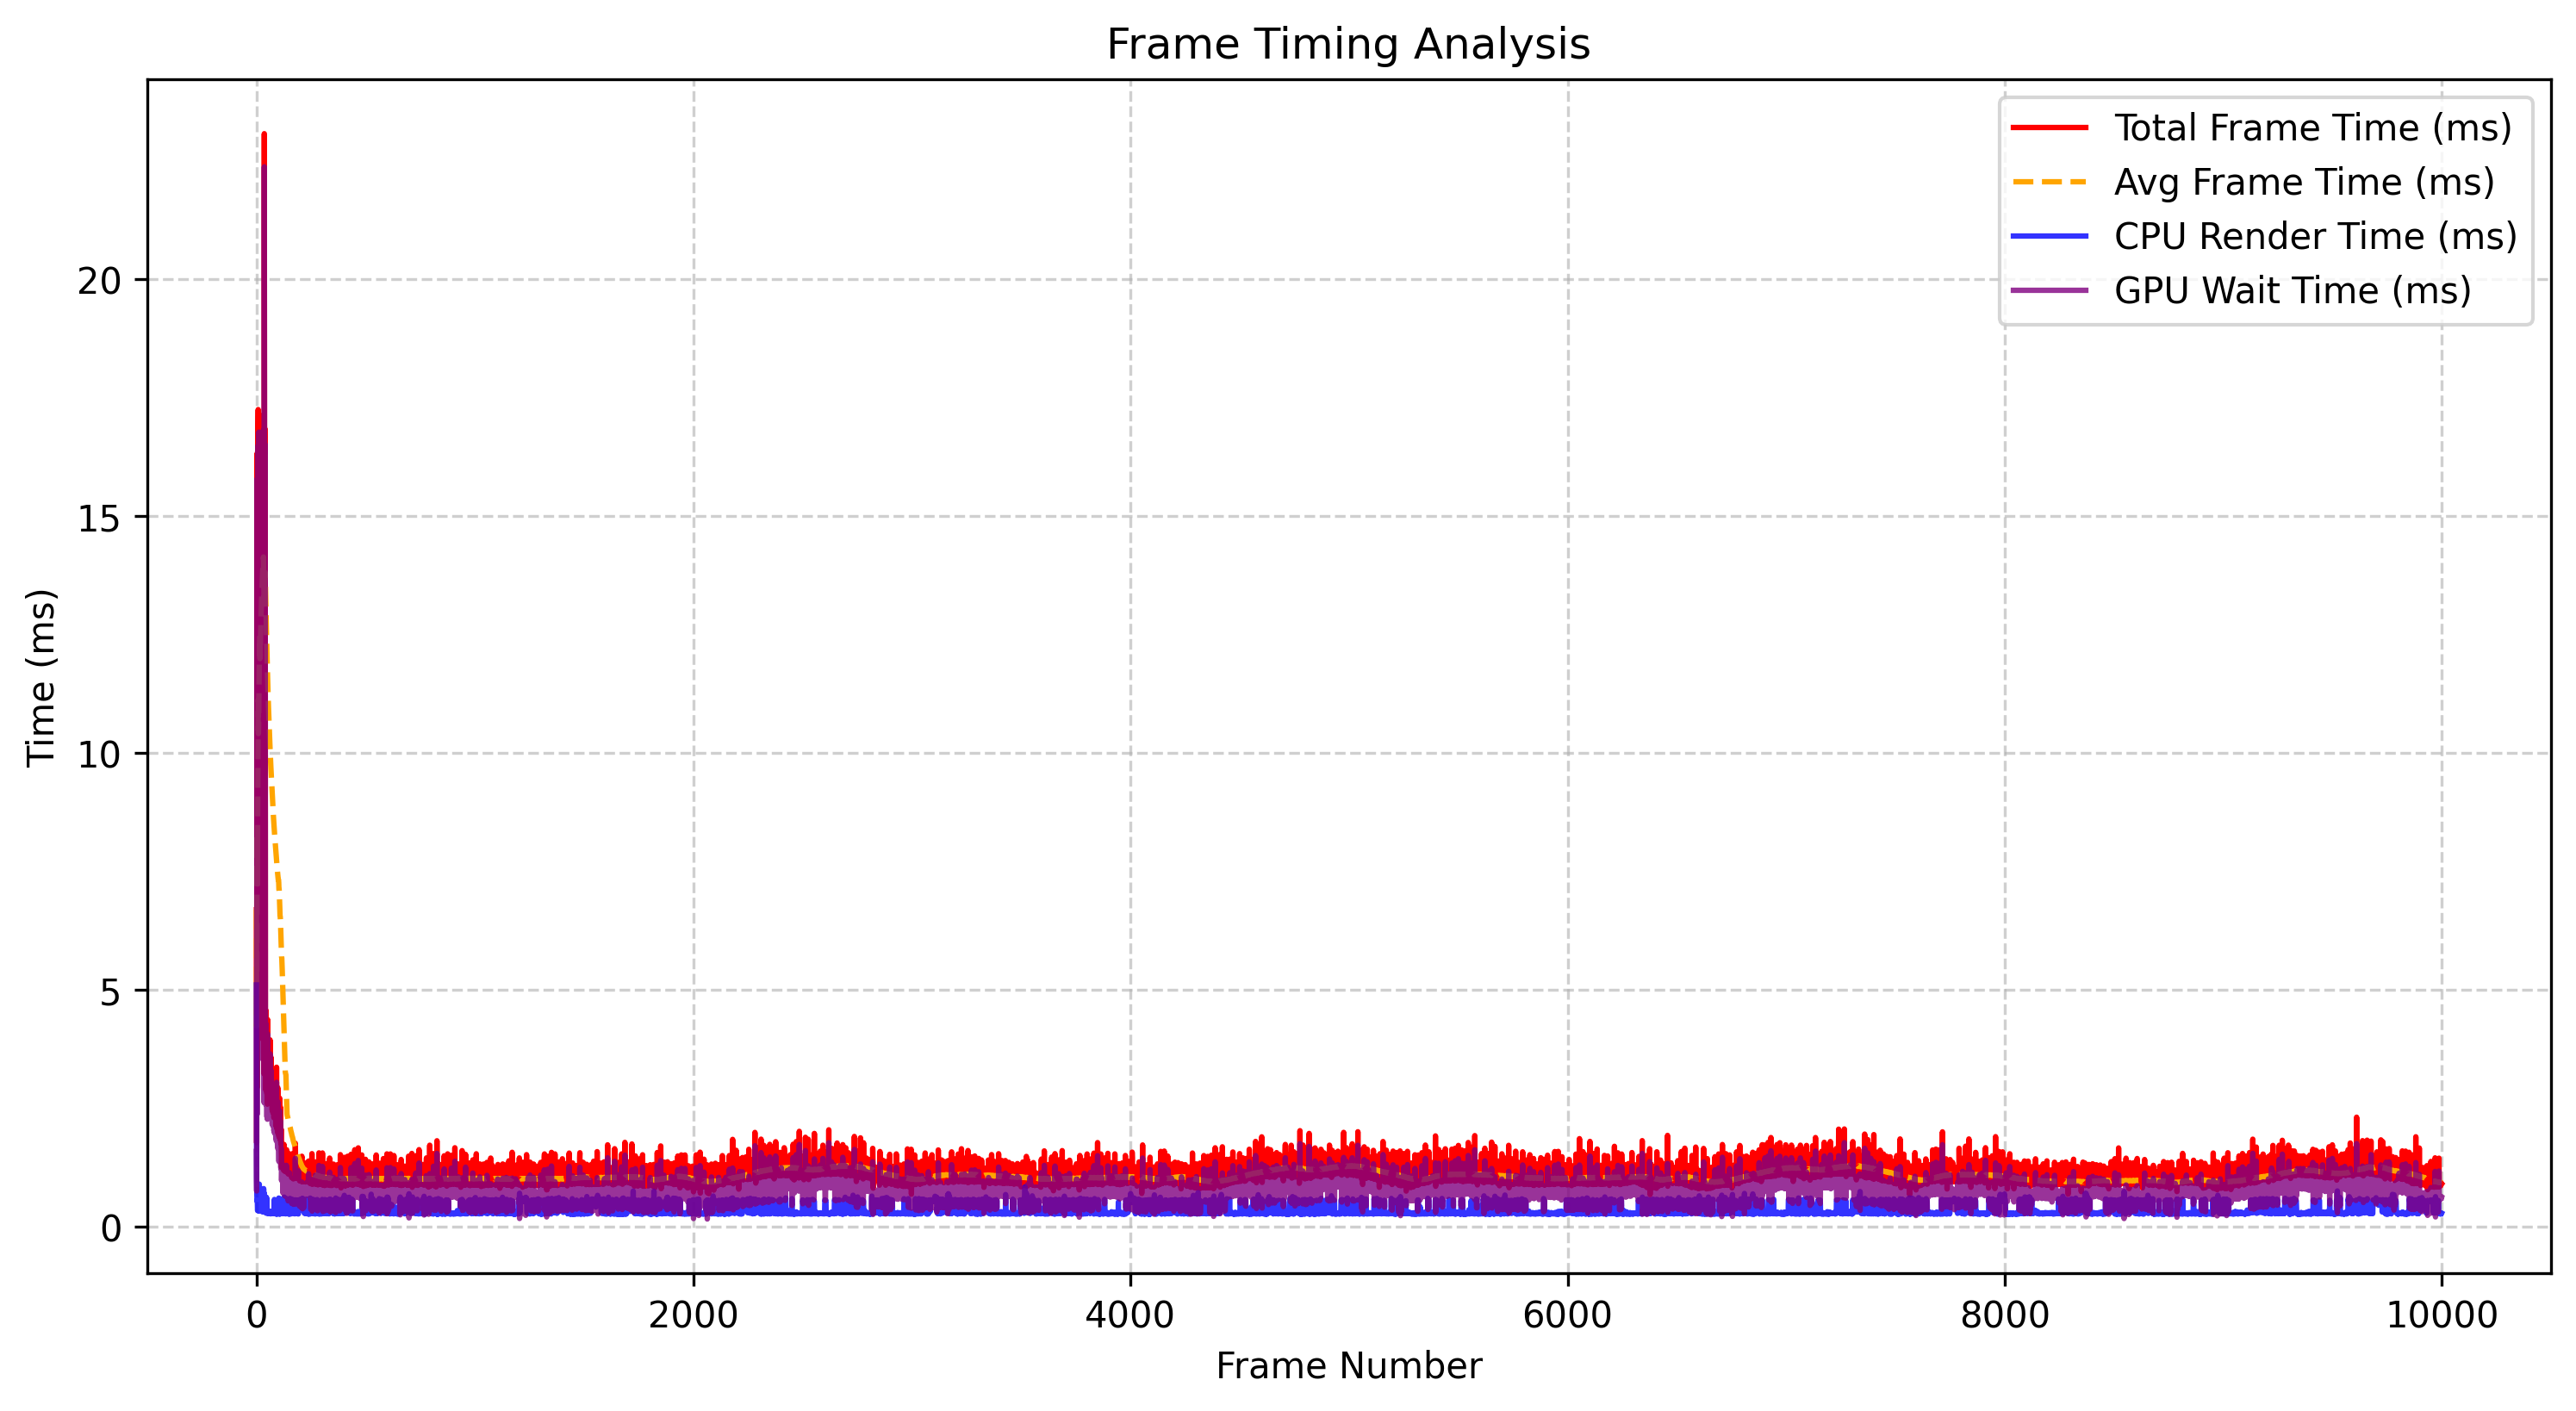 Frame Timing Analysis
Total Frame Time (ms)
Avg Frame Time (ms)
CPU Render Time (ms)
GPU Wait Time (ms)
Time (ms)
20
15
10
5
0
0 2000 4000 6000 8000 10000
Frame Number